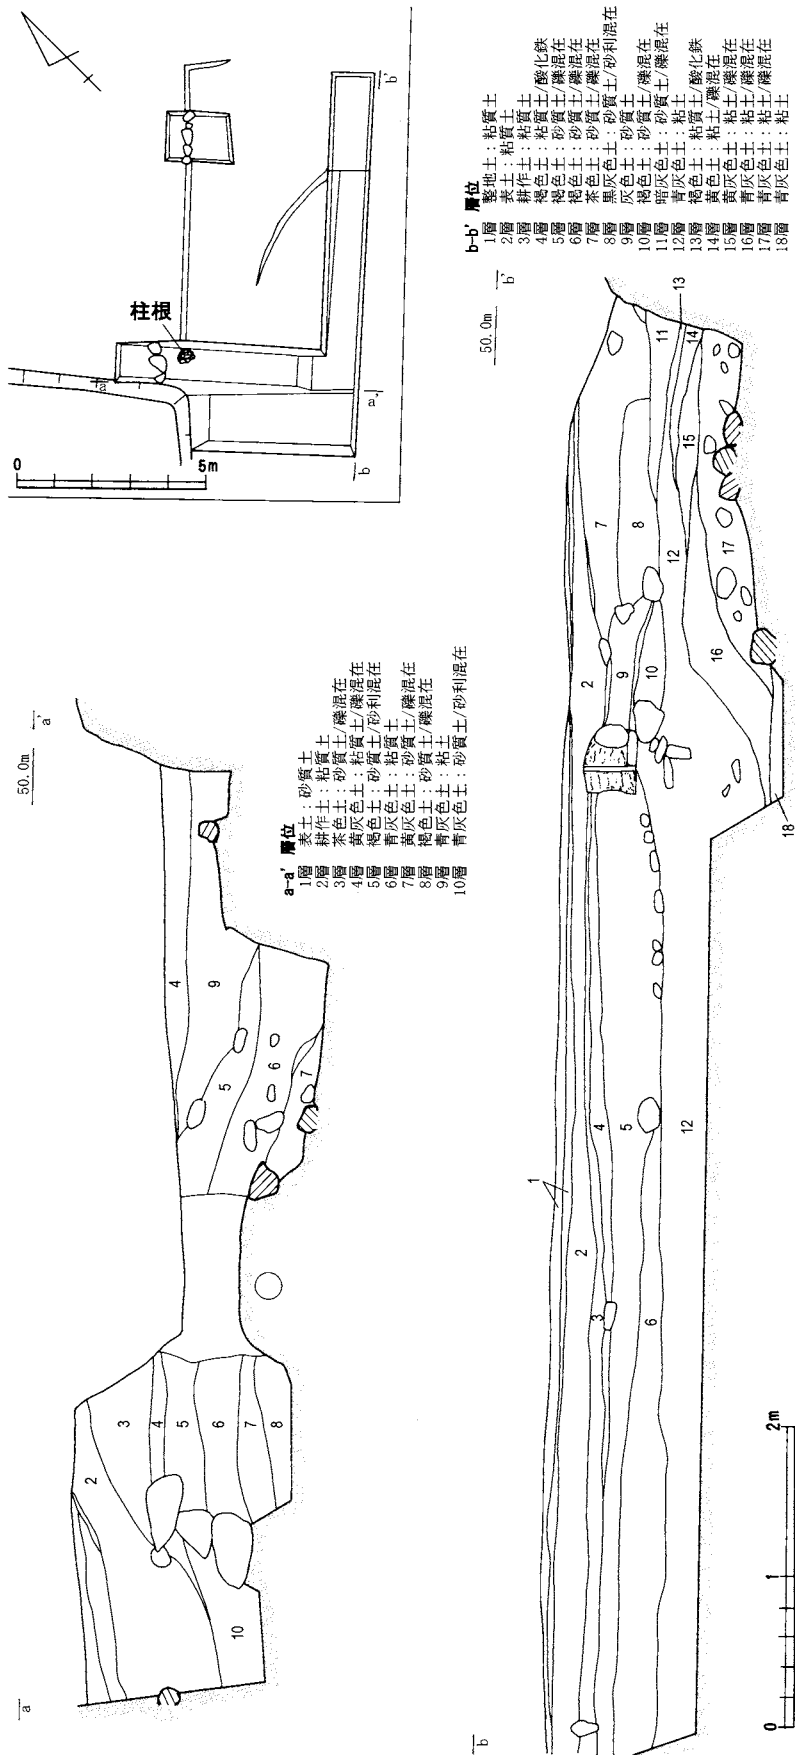 柱根
a
a'
b
b'
0
5m
a-a' 層位
1層 表土：砂質土
2層 耕作土：粘質土
3層 茶色土：砂質土/礫混在
4層 黄灰色土：粘質土/礫混在
5層 褐色土：砂質土/砂利混在
6層 青灰色土：粘質土
7層 黄灰色土：砂質土/礫混在
8層 褐色土：砂質土/礫混在
9層 青灰色土：粘土
10層 青灰色土：砂質土/砂利混在
a
50.0m
a'
2
3
4
5
6
7
8
10
4
9
5
6
7
b-b' 層位
1層 整地土：粘質土
2層 表土：粘質土
3層 耕作土：粘質土
4層 褐色土：粘質土/酸化鉄
5層 褐色土：砂質土/礫混在
6層 褐色土：砂質土/礫混在
7層 茶色土：砂質土/礫混在
8層 黒灰色土：砂質土/砂利混在
9層 灰色土：砂質土
10層 褐色土：砂質土/礫混在
11層 暗灰色土：砂質土/礫混在
12層 青灰色土：粘土
13層 褐色土：粘質土/酸化鉄
14層 黄色土：粘土/礫混在
15層 黄灰色土：粘土/礫混在
16層 青灰色土：粘土/礫混在
17層 青灰色土：粘土/礫混在
18層 青灰色土：粘土
b
50.0m
b'
1
2
3
4
5
6
12
2
7
8
9
10
11
12
13
14
15
16
17
18
0
1
2m